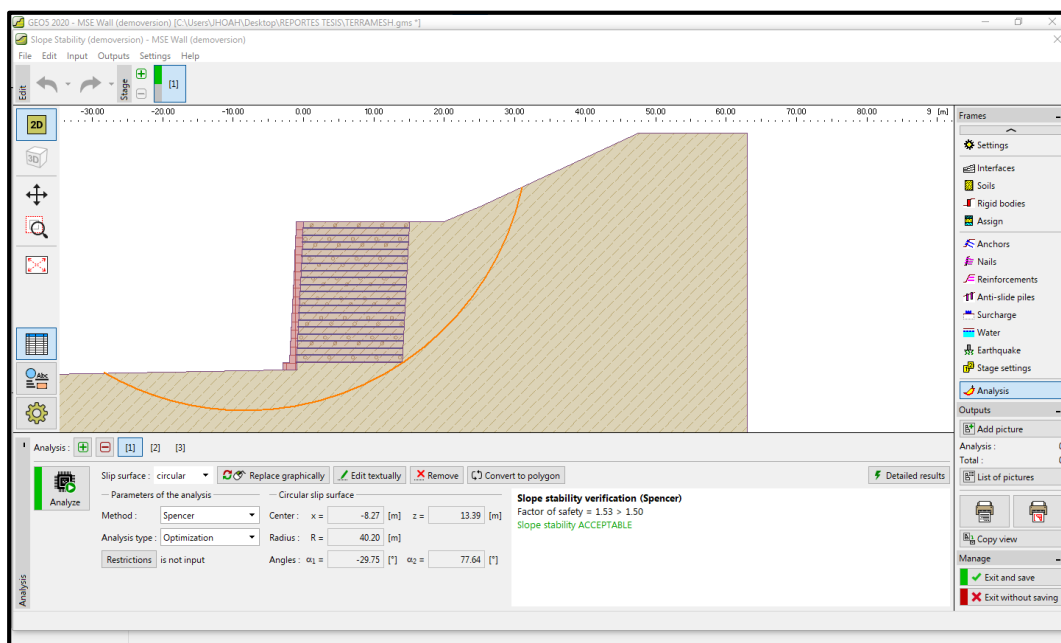 GEO5 2020 - MSE Wall (demoversion) [C:\Users\JHOAH\Desktop\REPORTES TESIS\TERRAMESH.gms *]
Slope Stability (demoversion) - MSE Wall (demoversion)
File Edit Input Outputs Settings Help
Edit Stage [1]
-30.00 -20.00 -10.00 0.00 10.00 20.00 30.00 40.00 50.00 60.00 70.00 80.00 9 [m]
2D
3D
Abc
Frames
Settings
Interfaces
Soils
Rigid bodies
Assign
Anchors
Nails
Reinforcements
Anti-slide piles
Surcharge
Water
Earthquake
Stage settings
Analysis
Outputs
Add picture
Analysis :
Total :
List of pictures
Copy view
Manage
Exit and save
Exit without saving
Analysis : [1] [2] [3]
Analyze
Slip surface : circular Replace graphically Edit textually Remove Convert to polygon Detailed results
Parameters of the analysis
Method : Spencer
Analysis type : Optimization
Restrictions is not input
Circular slip surface
Center : x = -8.27 [m] z = 13.39 [m]
Radius : R = 40.20 [m]
Angles : α1 = -29.75 [°] α2 = 77.64 [°]
Slope stability verification (Spencer)
Factor of safety = 1.53 > 1.50
Slope stability ACCEPTABLE
Analysis